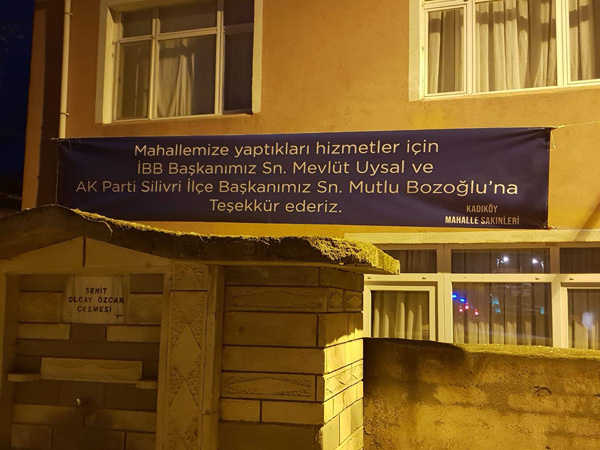 Mahallemize yaptıkları hizmetler için
İBB Başkanımız Sn. Mevlüt Uysal ve
AK Parti Silivri İlçe Başkanımız Sn. Mutlu Bozoğlu'na
Teşekkür ederiz.
KADIKÖY
MAHALLE SAKİNLERİ
ŞEHİT
OLCAY ÖZCAN
ÇEŞMESİ